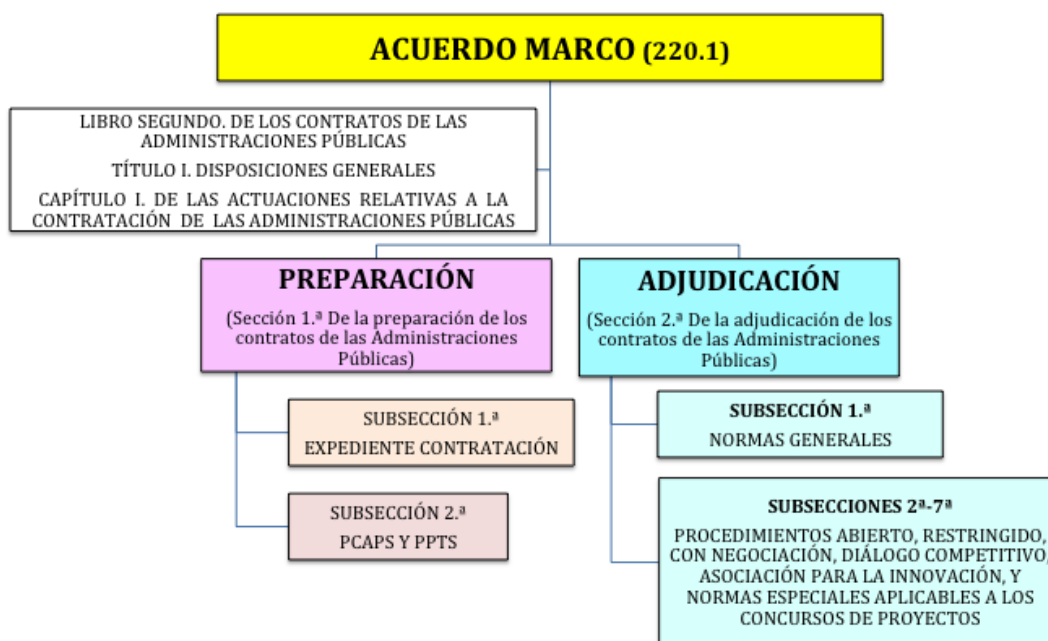 ACUERDO MARCO (220.1)
LIBRO SEGUNDO. DE LOS CONTRATOS DE LAS
ADMINISTRACIONES PÚBLICAS
TÍTULO I. DISPOSICIONES GENERALES
CAPÍTULO I. DE LAS ACTUACIONES RELATIVAS A LA
CONTRATACIÓN DE LAS ADMINISTRACIONES PÚBLICAS
PREPARACIÓN
(Sección 1.ª De la preparación de los
contratos de las Administraciones
Públicas)
SUBSECCIÓN 1.ª
EXPEDIENTE CONTRATACIÓN
SUBSECCIÓN 2.ª
PCAPS Y PPTS
ADJUDICACIÓN
(Sección 2.ª De la adjudicación de los
contratos de las Administraciones
Públicas)
SUBSECCIÓN 1.ª
NORMAS GENERALES
SUBSECCIONES 2ª-7ª
PROCEDIMIENTOS ABIERTO, RESTRINGIDO,
CON NEGOCIACIÓN, DIÁLOGO COMPETITIVO,
ASOCIACIÓN PARA LA INNOVACIÓN, Y
NORMAS ESPECIALES APLICABLES A LOS
CONCURSOS DE PROYECTOS